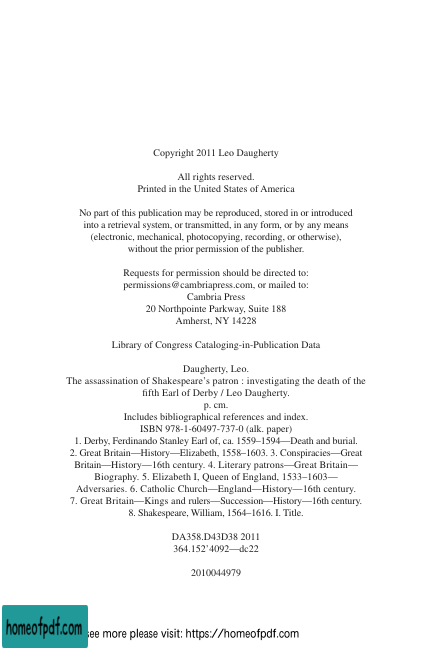 Copyright 2011 Leo Daugherty
All rights reserved.
Printed in the United States of America
No part of this publication may be reproduced, stored in or introduced
into a retrieval system, or transmitted, in any form, or by any means
(electronic, mechanical, photocopying, recording, or otherwise),
without the prior permission of the publisher.
Requests for permission should be directed to:
permissions@cambriapress.com, or mailed to:
Cambria Press
20 Northpointe Parkway, Suite 188
Amherst, NY 14228
Library of Congress Cataloging-in-Publication Data
Daugherty, Leo.
The assassination of Shakespeare’s patron : investigating the death of the
fifth Earl of Derby / Leo Daugherty.
p. cm.
Includes bibliographical references and index.
ISBN 978-1-60497-737-0 (alk. paper)
1. Derby, Ferdinando Stanley Earl of, ca. 1559–1594—Death and burial.
2. Great Britain—History—Elizabeth, 1558–1603. 3. Conspiracies—Great
Britain—History—16th century. 4. Literary patrons—Great Britain—
Biography. 5. Elizabeth I, Queen of England, 1533–1603—
Adversaries. 6. Catholic Church—England—History—16th century.
7. Great Britain—Kings and rulers—Succession—History—16th century.
8. Shakespeare, William, 1564–1616. I. Title.
DA358.D43D38 2011
364.152’4092—dc22
2010044979
homeofpdf.com
see more please visit: https://homeofpdf.com